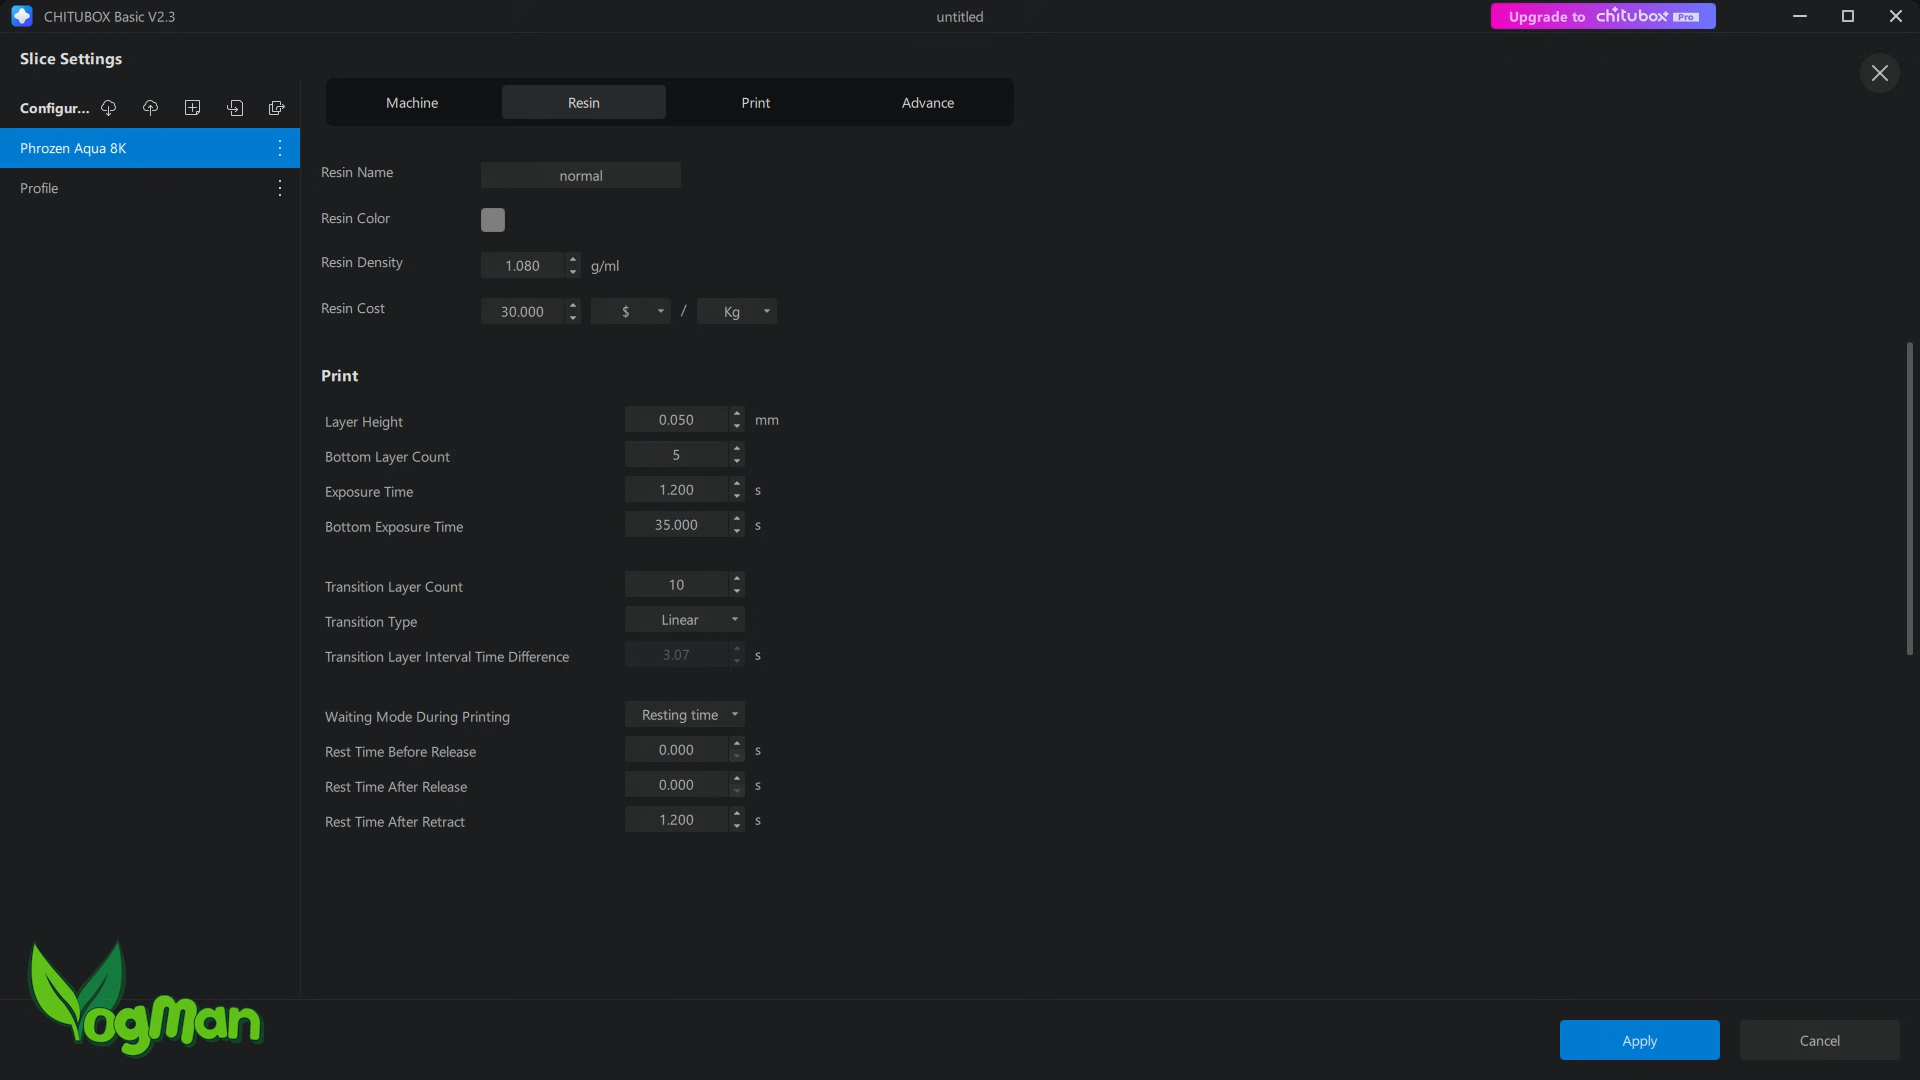 CHITUBOX Basic V2.3
untitled
Upgrade to chitubox Pro
Slice Settings
Configur...
Machine
Resin
Print
Advance
Phrozen Aqua 8K
Profile
Resin Name normal
Resin Color
Resin Density 1.080 g/ml
Resin Cost 30.000 $ / Kg
Print
Layer Height 0.050 mm
Bottom Layer Count 5
Exposure Time 1.200 s
Bottom Exposure Time 35.000 s
Transition Layer Count 10
Transition Type Linear
Transition Layer Interval Time Difference 3.07 s
Waiting Mode During Printing Resting time
Rest Time Before Release 0.000 s
Rest Time After Release 0.000 s
Rest Time After Retract 1.200 s
YogMan
Apply
Cancel